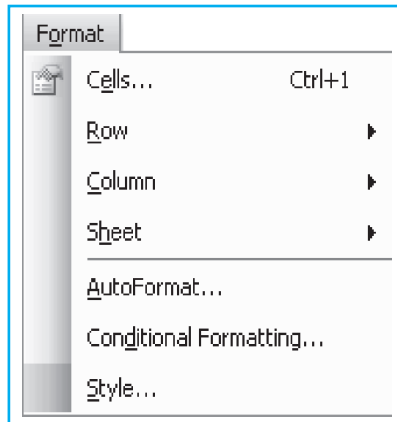 Format
Cells... Ctrl+1
Row
Column
Sheet
AutoFormat...
Conditional Formatting...
Style...